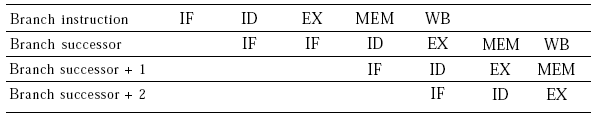 Branch instruction IF ID EX MEM WB
Branch successor IF IF ID EX MEM WB
Branch successor + 1 IF ID EX MEM
Branch successor + 2 IF ID EX